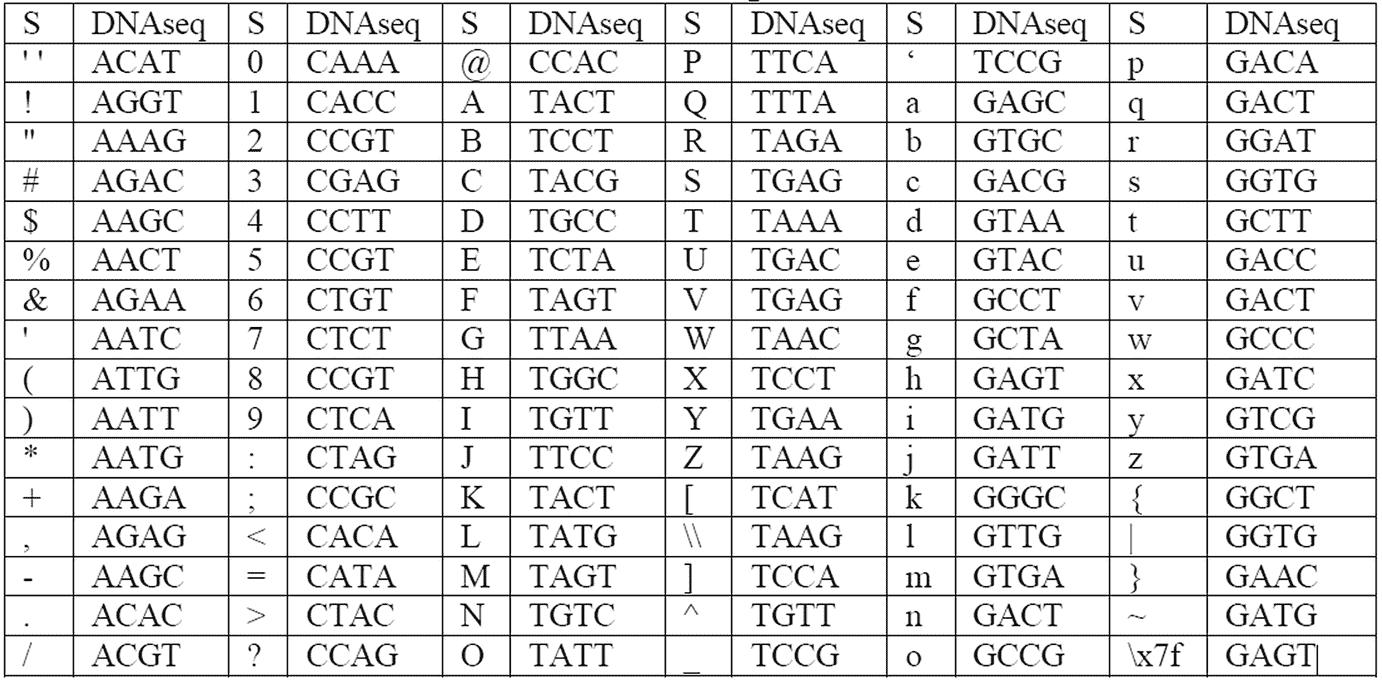 S DNAseq S DNAseq S DNAseq S DNAseq S DNAseq S DNAseq
' ' ACAT 0 CAAA @ CCAC P TTCA ‘ TCCG p GACA
! AGGT 1 CACC A TACT Q TTTA a GAGC q GACT
" AAAG 2 CCGT B TCCT R TAGA b GTGC r GGAT
# AGAC 3 CGAG C TACG S TGAG c GACG s GGTG
$ AAGC 4 CCTT D TGCC T TAAA d GTAA t GCTT
% AACT 5 CCGT E TCTA U TGAC e GTAC u GACC
& AGAA 6 CTGT F TAGT V TGAG f GCCT v GACT
' AATC 7 CTCT G TTAA W TAAC g GCTA w GCCC
( ATTG 8 CCGT H TGGC X TCCT h GAGT x GATC
) AATT 9 CTCA I TGTT Y TGAA i GATG y GTCG
* AATG : CTAG J TTCC Z TAAG j GATT z GTGA
+ AAGA ; CCGC K TACT [ TCAT k GGGC { GGCT
, AGAG < CACA L TATG \\ TAAG l GTTG | GGTG
- AAGC = CATA M TAGT ] TCCA m GTGA } GAAC
. ACAC > CTAC N TGTC ^ TGTT n GACT ~ GATG
/ ACGT ? CCAG O TATT _ TCCG o GCCG \x7f GAGT